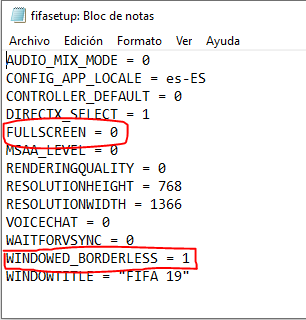 fifasetup: Bloc de notas
Archivo Edición Formato Ver Ayuda
AUDIO_MIX_MODE = 0
CONFIG_APP_LOCALE = es-ES
CONTROLLER_DEFAULT = 0
DIRECTX_SELECT = 1
FULLSCREEN = 0
MSAA_LEVEL = 0
RENDERINGQUALITY = 0
RESOLUTIONHEIGHT = 768
RESOLUTIONWIDTH = 1366
VOICECHAT = 0
WAITFORVSYNC = 0
WINDOWED_BORDERLESS = 1
WINDOWTITLE = "FIFA 19"